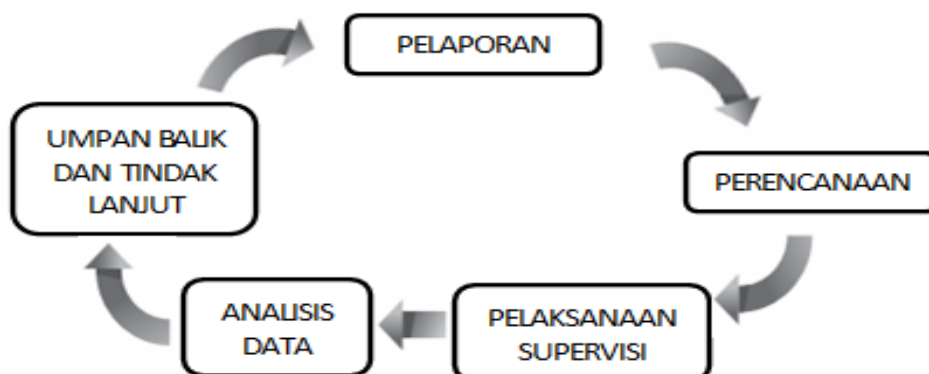 PELAPORAN
PERENCANAAN
PELAKSANAAN
SUPERVISI
ANALISIS
DATA
UMPAN BALIK
DAN TINDAK
LANJUT